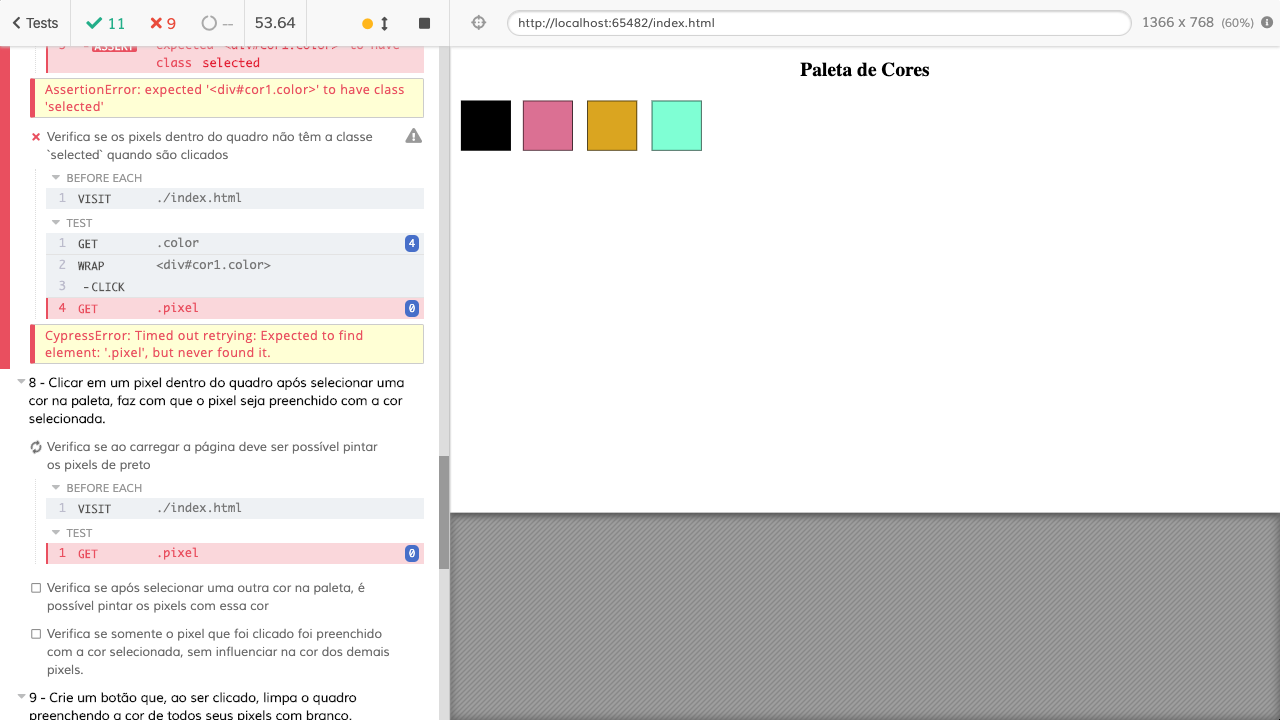 Tests
11
9
--
53.64
http://localhost:65482/index.html
1366 x 768 (60%)
3 -ASSERT expected <div#cor1.color> to have
class selected
AssertionError: expected '<div#cor1.color>' to have class
'selected'
Verifica se os pixels dentro do quadro não têm a classe
`selected` quando são clicados
BEFORE EACH
1 VISIT ./index.html
TEST
1 GET .color 4
2 WRAP <div#cor1.color>
3 -CLICK
4 GET .pixel 0
CypressError: Timed out retrying: Expected to find
element: '.pixel', but never found it.
8 - Clicar em um pixel dentro do quadro após selecionar uma
cor na paleta, faz com que o pixel seja preenchido com a cor
selecionada.
Verifica se ao carregar a página deve ser possível pintar
os pixels de preto
BEFORE EACH
1 VISIT ./index.html
TEST
1 GET .pixel 0
Verifica se após selecionar uma outra cor na paleta, é
possível pintar os pixels com essa cor
Verifica se somente o pixel que foi clicado foi preenchido
com a cor selecionada, sem influenciar na cor dos demais
pixels.
9 - Crie um botão que, ao ser clicado, limpa o quadro
preenchendo a cor de todos seus pixels com branco.
Paleta de Cores